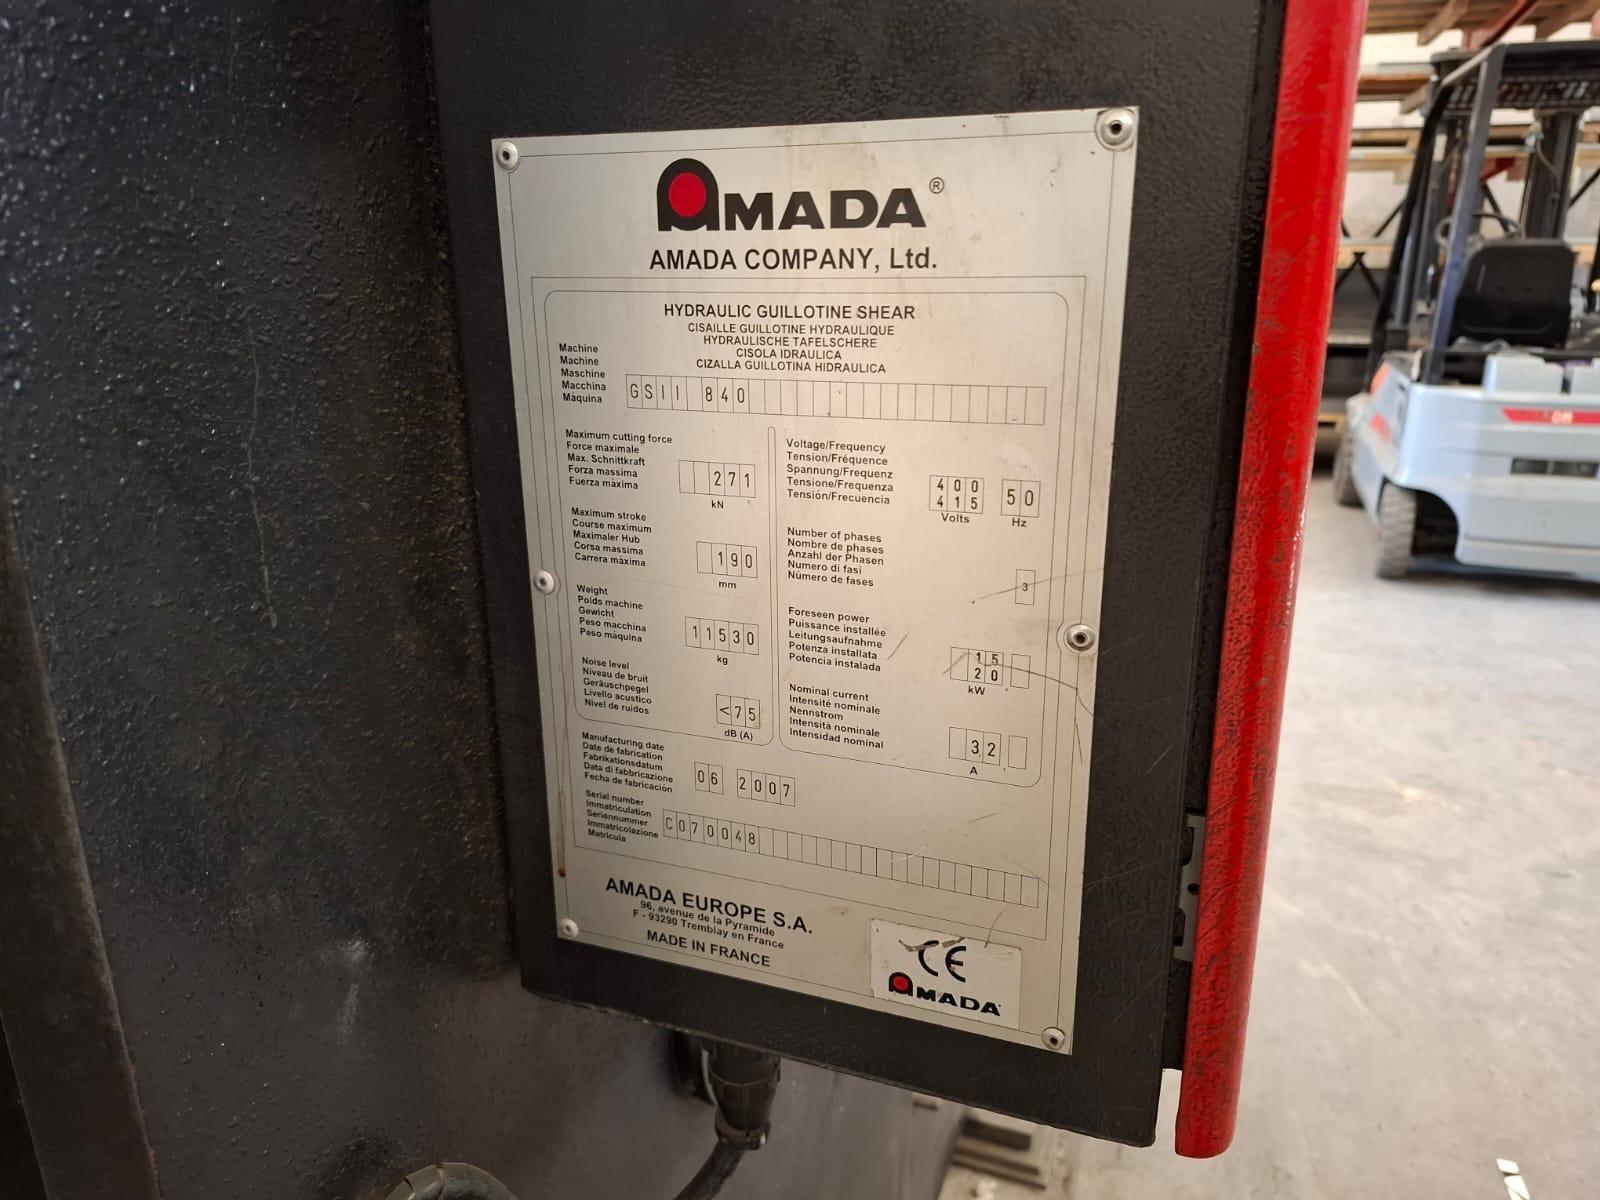 AMADA ®
AMADA COMPANY, Ltd.
HYDRAULIC GUILLOTINE SHEAR
CISAILLE GUILLOTINE HYDRAULIQUE
HYDRAULISCHE TAFELSCHERE
CISOLA IDRAULICA
CIZALLA GUILLOTINA HIDRAULICA
Machine
Machine
Maschine
Macchina
Máquina
GSII 840
Maximum cutting force
Force maximale
Max. Schnittkraft
Forza massima
Fuerza màxima
271
kN
Maximum stroke
Course maximum
Maximaler Hub
Corsa massima
Carrera màxima
190
mm
Weight
Poids machine
Gewicht
Peso macchina
Peso màquina
11530
kg
Noise level
Niveau de bruit
Geräuschpegel
Livello acustico
Nivel de ruidos
<75
dB (A)
Voltage/Frequency
Tension/Fréquence
Spannung/Frequenz
Tensione/Frequenza
Tensión/Frecuencia
400
415
Volts
50
Hz
Number of phases
Nombre de phases
Anzahl der Phasen
Numero di fasi
Número de fases
3
Foreseen power
Puissance installée
Leitungsaufnahme
Potenza installata
Potencia instalada
15
20
kW
Nominal current
Intensité nominale
Nennstrom
Intensità nominale
Intensidad nominal
32
A
Manufacturing date
Date de fabrication
Fabrikationsdatum
Data di fabbricazione
Fecha de fabricación
06 2007
Serial number
Immatriculation
Seriennummer
Immatricolazione
Matricula
C070048
AMADA EUROPE S.A.
96, avenue de la Pyramide
F - 93290 Tremblay en France
MADE IN FRANCE
CE
AMADA